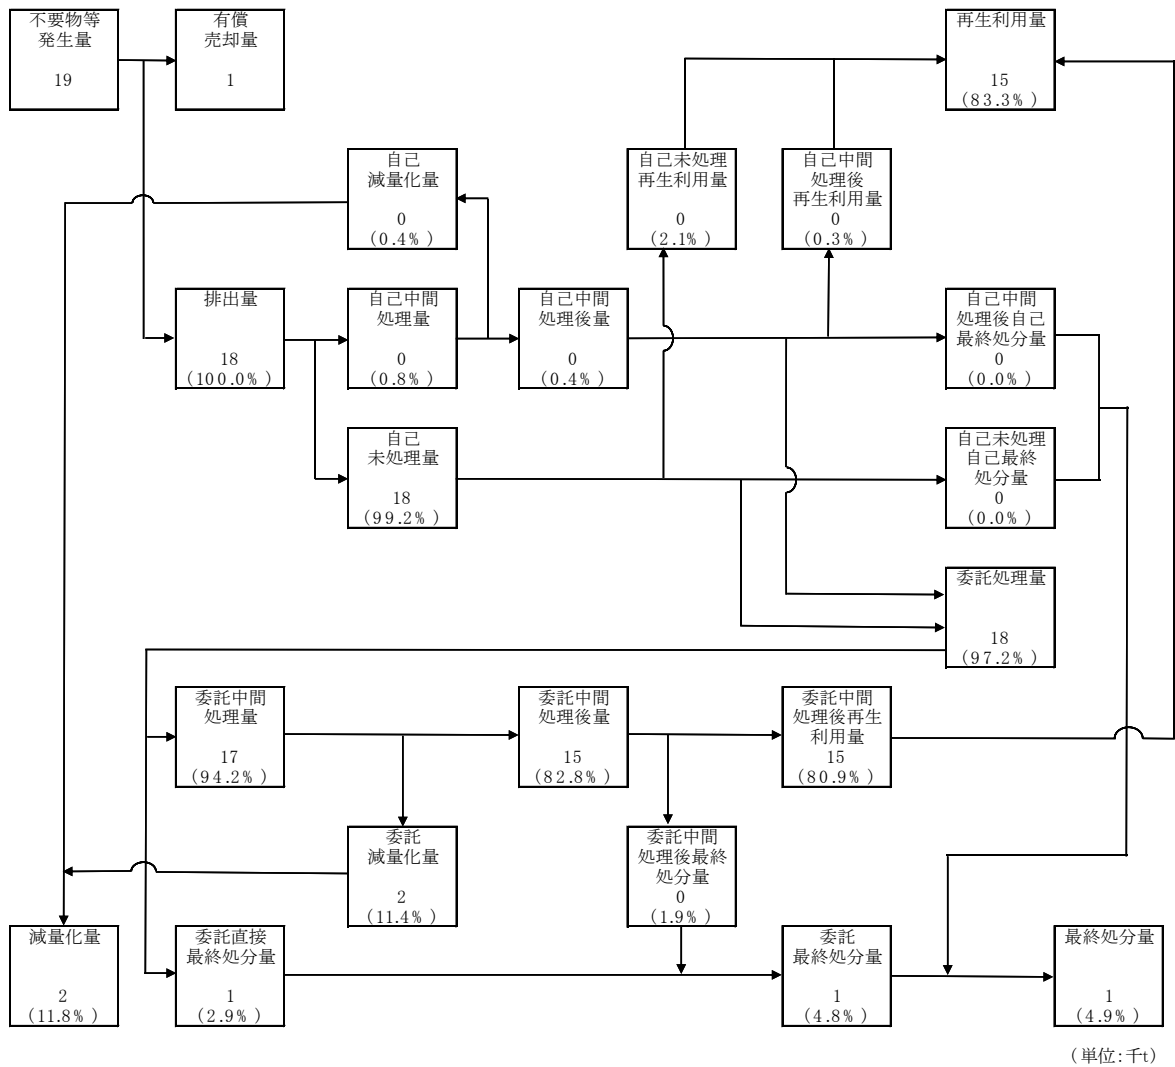 不要物等
発生量
19
有償
売却量
1
再生利用量
15
(83.3%)
自己
減量化量
0
(0.4%)
自己未処理
再生利用量
0
(2.1%)
自己中間
処理後
再生利用量
0
(0.3%)
排出量
18
(100.0%)
自己中間
処理量
0
(0.8%)
自己中間
処理後量
0
(0.4%)
自己中間
処理後自己
最終処分量
0
(0.0%)
自己
未処理量
18
(99.2%)
自己未処理
自己最終
処分量
0
(0.0%)
委託処理量
18
(97.2%)
委託中間
処理量
17
(94.2%)
委託中間
処理後量
15
(82.8%)
委託中間
処理後再生
利用量
15
(80.9%)
委託
減量化量
2
(11.4%)
委託中間
処理後最終
処分量
0
(1.9%)
減量化量
2
(11.8%)
委託直接
最終処分量
1
(2.9%)
委託
最終処分量
1
(4.8%)
最終処分量
1
(4.9%)
(単位:千t)